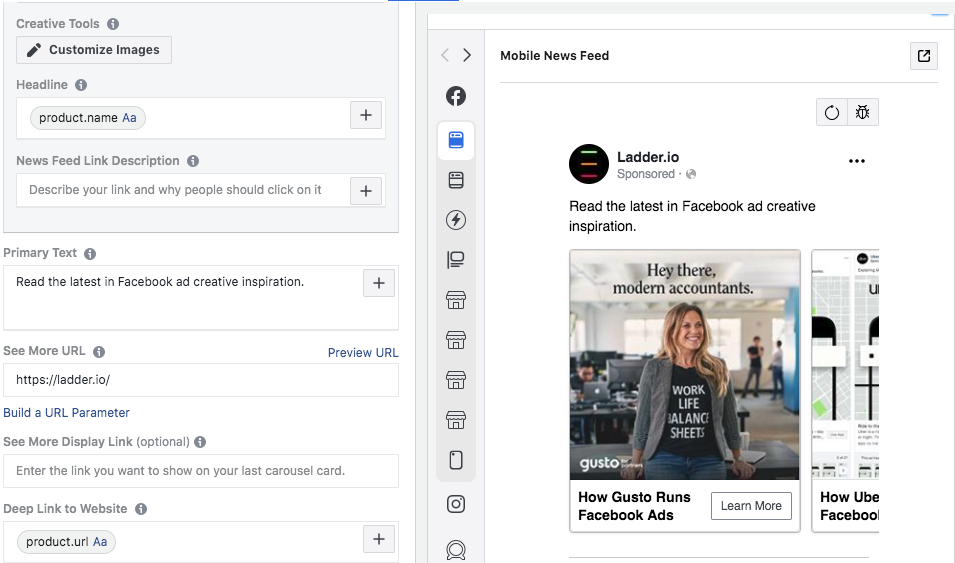 Creative Tools
Customize Images
Headline
product.name Aa
News Feed Link Description
Describe your link and why people should click on it
Primary Text
Read the latest in Facebook ad creative inspiration.
See More URL
Preview URL
https://ladder.io/
Build a URL Parameter
See More Display Link (optional)
Enter the link you want to show on your last carousel card.
Deep Link to Website
product.url Aa
Mobile News Feed
Ladder.io
Sponsored ·
Read the latest in Facebook ad creative
inspiration.
Hey there,
modern accountants.
WORK
LIFE
BALANCE
SHEETS
gusto for partners
How Gusto Runs
Facebook Ads
Learn More
How Ube
Facebool